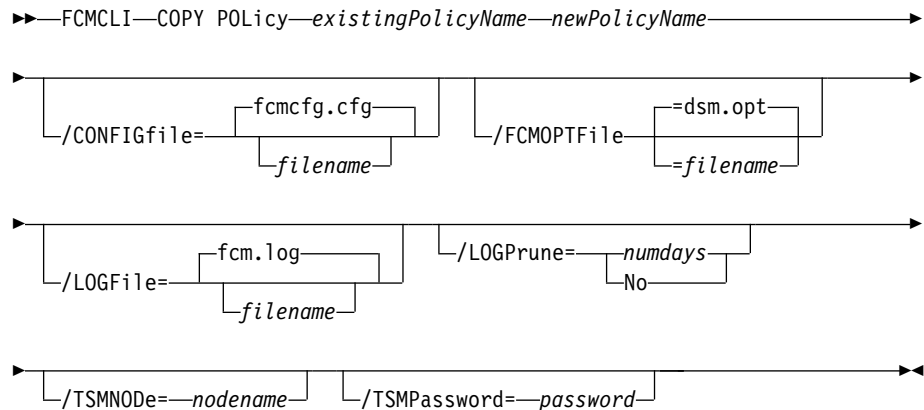 FCMCLI COPY POLicy existingPolicyName newPolicyName
fcmcfg.cfg =dsm.opt
/CONFIGfile= /FCMOPTFile
filename =filename
fcm.log /LOGPrune= numdays
/LOGFile= No
filename
/TSMNODe= nodename /TSMPassword= password